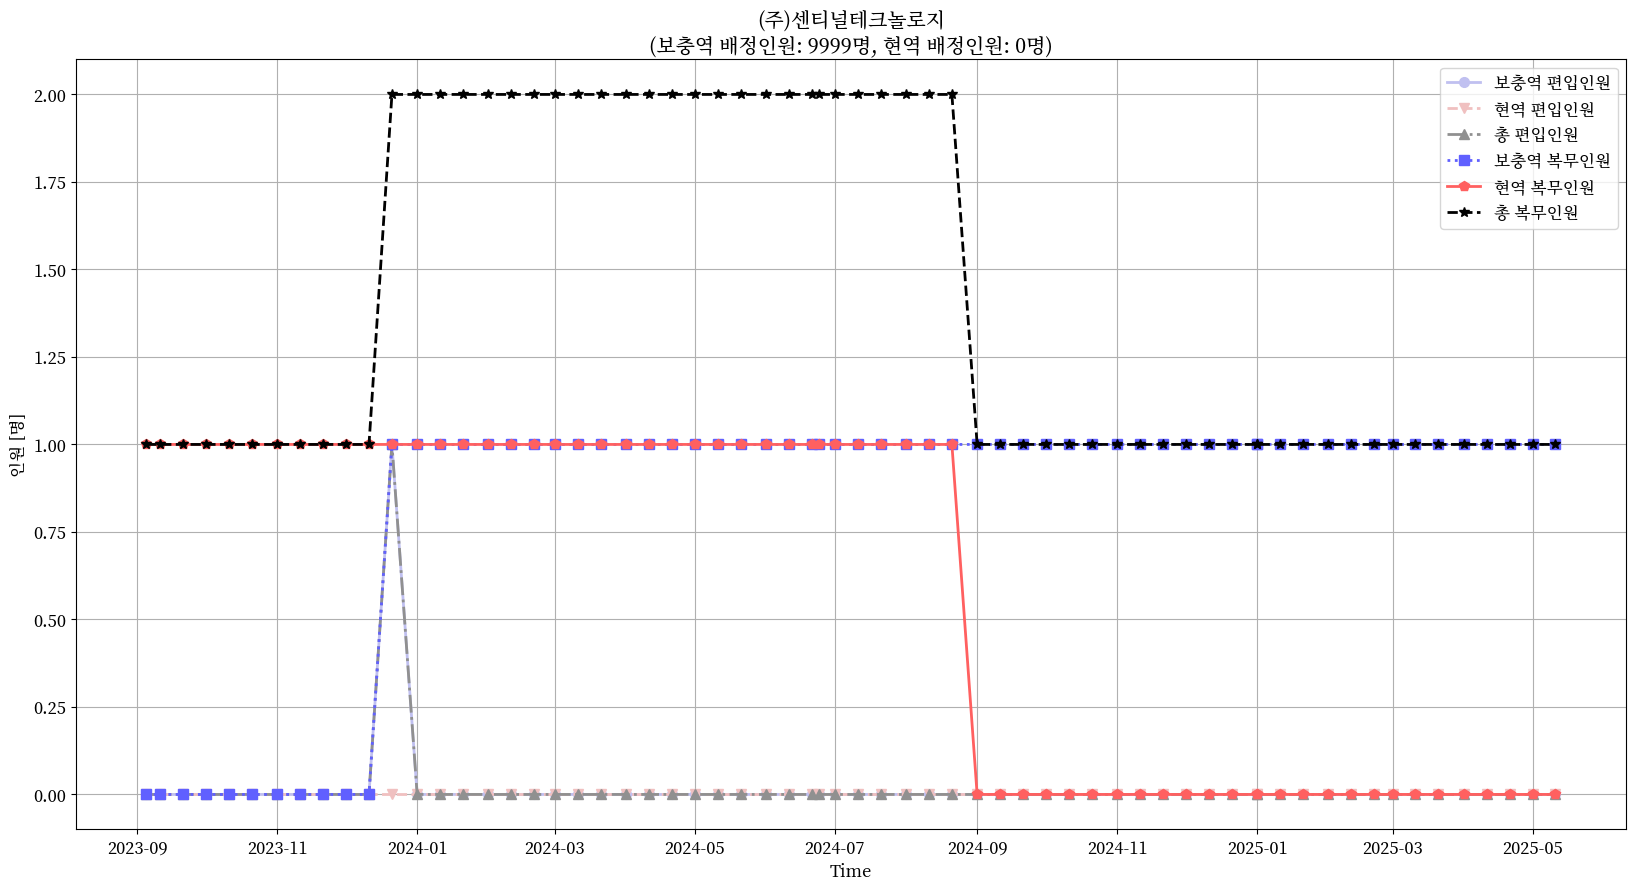 (주)센티널테크놀로지
(보충역 배정인원: 9999명, 현역 배정인원: 0명)
보충역 편입인원
현역 편입인원
총 편입인원
보충역 복무인원
현역 복무인원
총 복무인원
인원 [명]
2.00
1.75
1.50
1.25
1.00
0.75
0.50
0.25
0.00
2023-09 2023-11 2024-01 2024-03 2024-05 2024-07 2024-09 2024-11 2025-01 2025-03 2025-05
Time